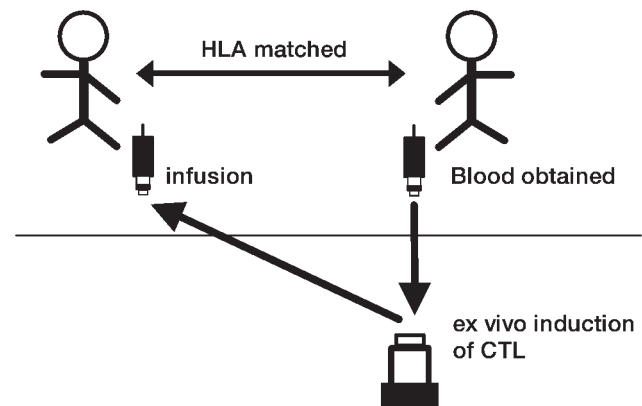 HLA matched
infusion
Blood obtained
ex vivo induction
of CTL